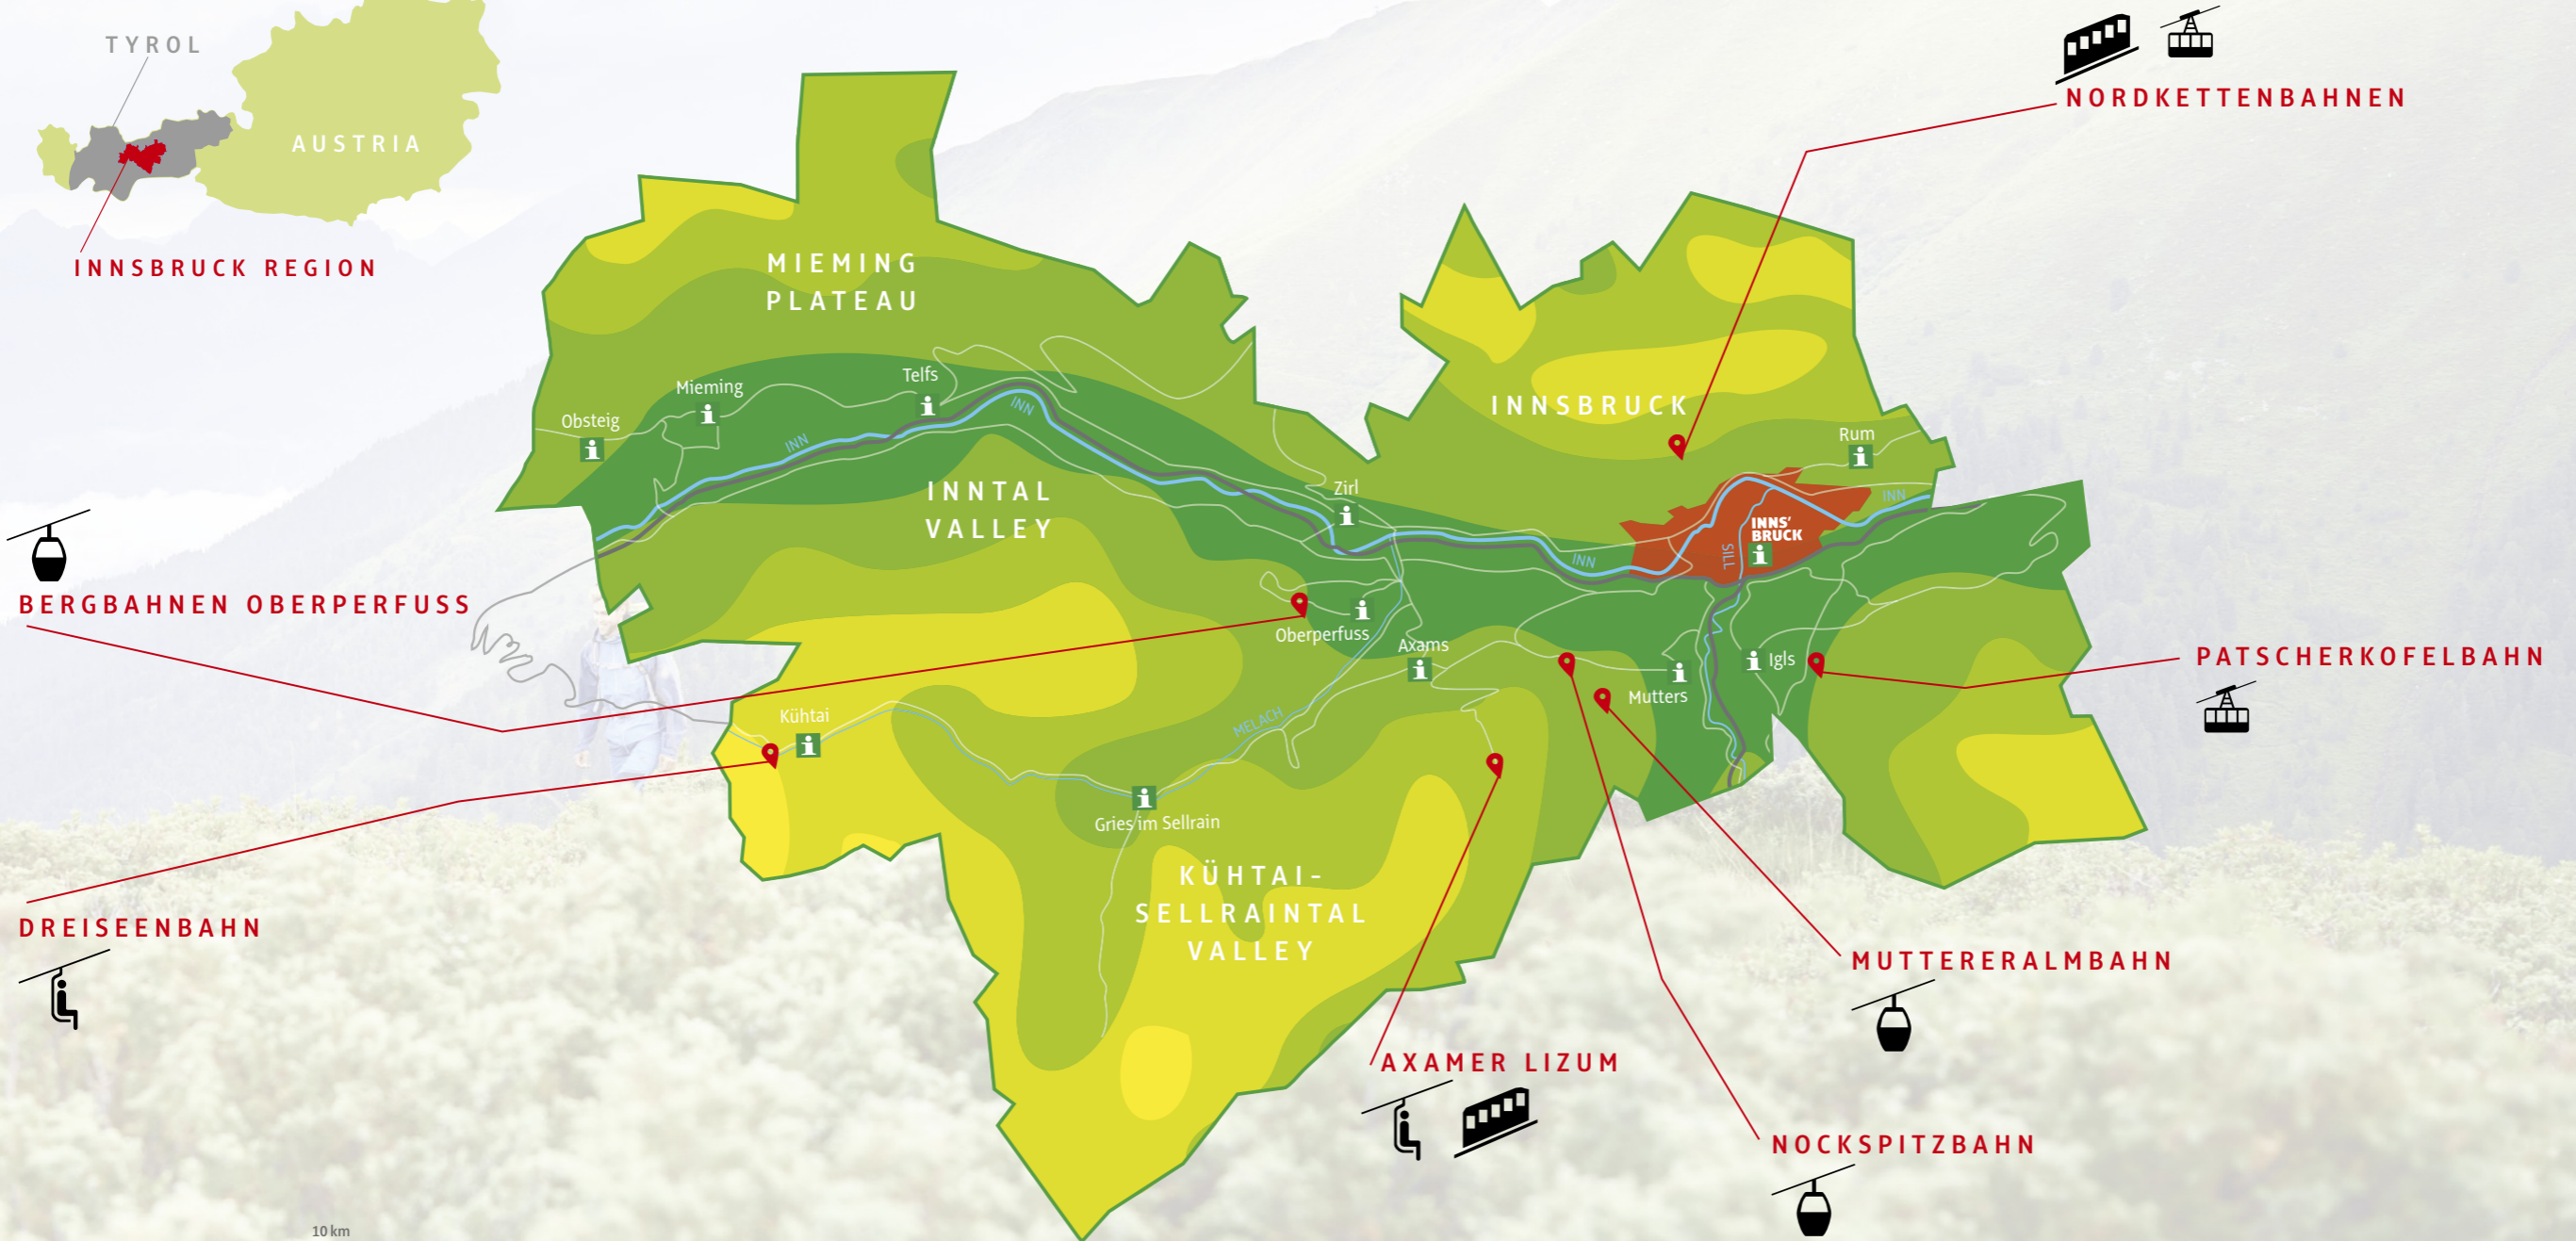 TYROL
AUSTRIA
INNSBRUCK REGION
NORDKETTENBAHNEN
MIEMING
PLATEAU
INNSBRUCK
Obsteig
Mieming
Telfs
INN
INN
Rum
INNTAL
VALLEY
Zirl
INN
INNS'
BRUCK
SILL
INN
BERGBAHNEN OBERPERFUSS
Oberperfuss
Axams
Igls
Mutters
PATSCHERKOFELBAHN
Kühtai
MELACH
Gries im Sellrain
KÜHTAI-
SELLRAINTAL
VALLEY
DREISEENBAHN
MUTTERERALMBAHN
AXAMER LIZUM
NOCKSPITZBAHN
10 km